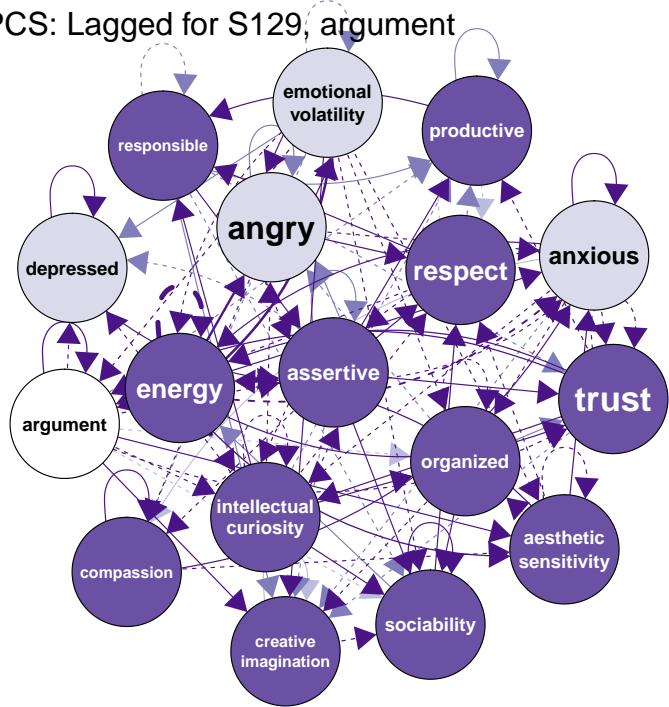 PCS: Lagged for S129, argument
emotional
volatility
productive
responsible
angry
respect
anxious
depressed
energy
assertive
trust
argument
organized
intellectual
curiosity
aesthetic
sensitivity
compassion
sociability
creative
imagination